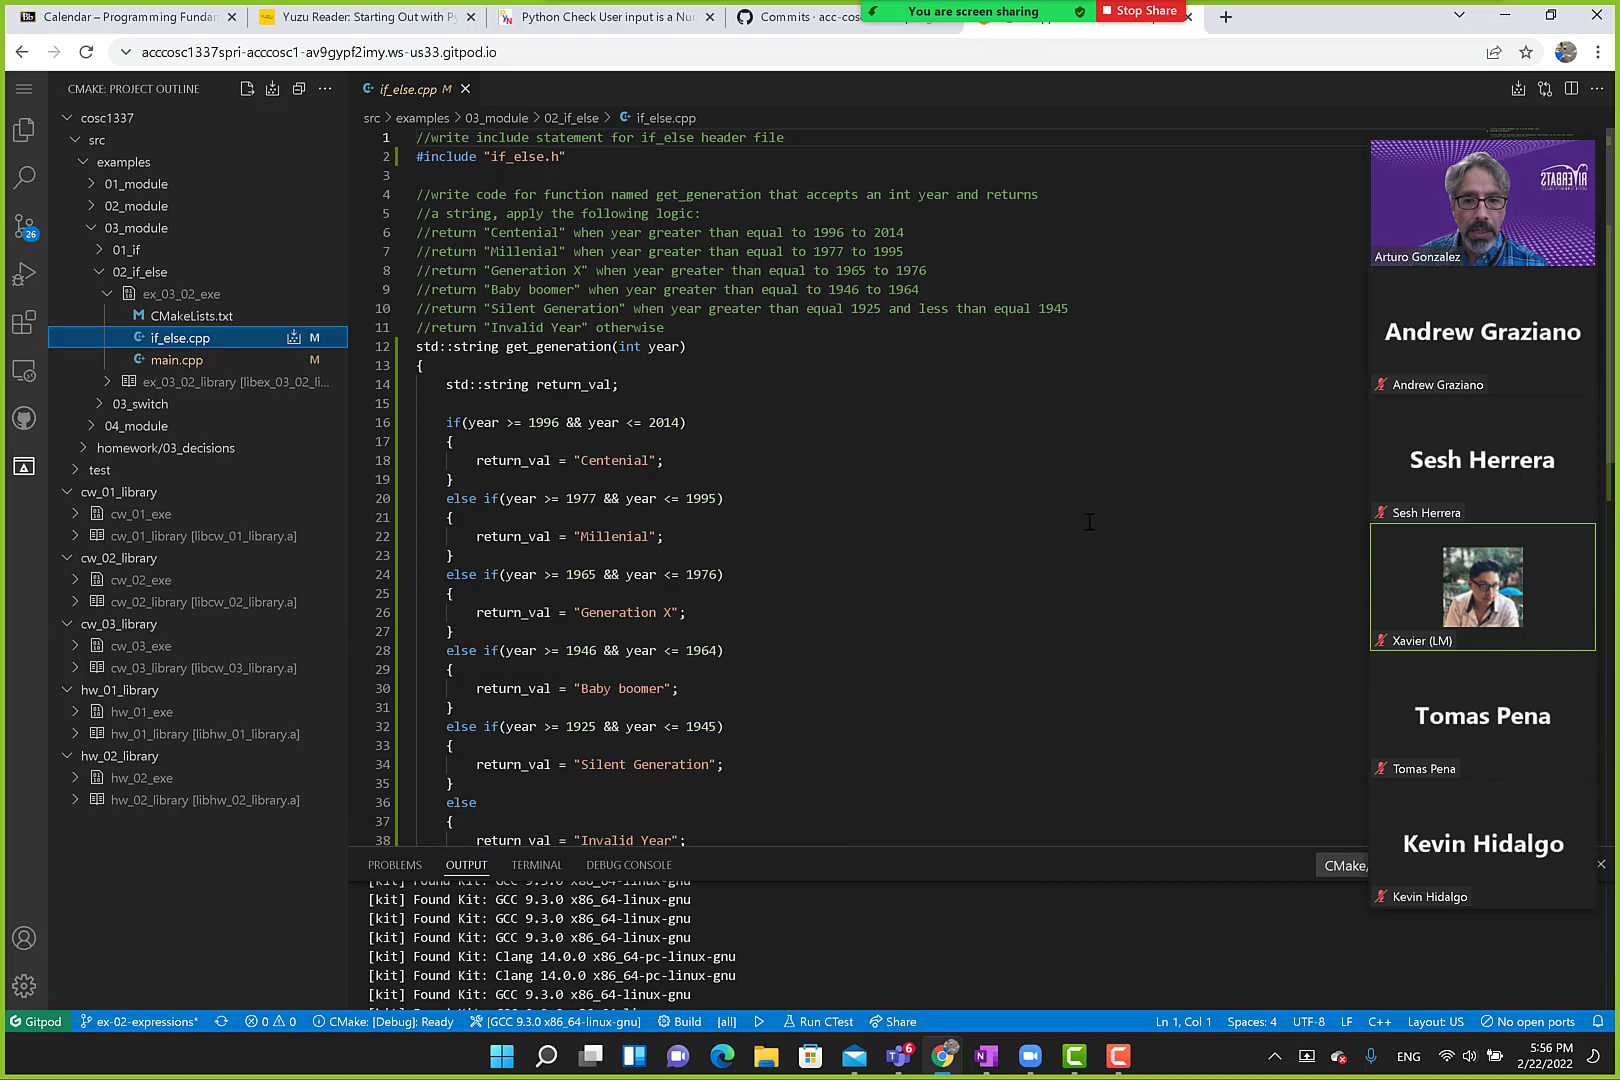 Calendar – Programming Fundar
Yuzu Reader: Starting Out with Py
Python Check User input is a Nur
Commits · acc-cosc
You are screen sharing
Stop Share
acccosc1337spri-acccosc1-av9gypf2imy.ws-us33.gitpod.io
CMAKE: PROJECT OUTLINE
cosc1337
src
examples
01_module
02_module
03_module
01_if
02_if_else
ex_03_02_exe
CMakeLists.txt
if_else.cpp M
main.cpp M
ex_03_02_library [libex_03_02_li...
03_switch
04_module
homework/03_decisions
test
cw_01_library
cw_01_exe
cw_01_library [libcw_01_library.a]
cw_02_library
cw_02_exe
cw_02_library [libcw_02_library.a]
cw_03_library
cw_03_exe
cw_03_library [libcw_03_library.a]
hw_01_library
hw_01_exe
hw_01_library [libhw_01_library.a]
hw_02_library
hw_02_exe
hw_02_library [libhw_02_library.a]
26
if_else.cpp M
src > examples > 03_module > 02_if_else > if_else.cpp
1 //write include statement for if_else header file
2 #include "if_else.h"
3
4 //write code for function named get_generation that accepts an int year and returns
5 //a string, apply the following logic:
6 //return "Centenial" when year greater than equal to 1996 to 2014
7 //return "Millenial" when year greater than equal to 1977 to 1995
8 //return "Generation X" when year greater than equal to 1965 to 1976
9 //return "Baby boomer" when year greater than equal to 1946 to 1964
10 //return "Silent Generation" when year greater than equal 1925 and less than equal 1945
11 //return "Invalid Year" otherwise
12 std::string get_generation(int year)
13 {
14 std::string return_val;
15
16 if(year >= 1996 && year <= 2014)
17 {
18 return_val = "Centenial";
19 }
20 else if(year >= 1977 && year <= 1995)
21 {
22 return_val = "Millenial";
23 }
24 else if(year >= 1965 && year <= 1976)
25 {
26 return_val = "Generation X";
27 }
28 else if(year >= 1946 && year <= 1964)
29 {
30 return_val = "Baby boomer";
31 }
32 else if(year >= 1925 && year <= 1945)
33 {
34 return_val = "Silent Generation";
35 }
36 else
37 {
38 return_val = "Invalid Year";
PROBLEMS OUTPUT TERMINAL DEBUG CONSOLE
CMake/
[kit] Found Kit: GCC 9.3.0 x86_64-linux-gnu
[kit] Found Kit: GCC 9.3.0 x86_64-linux-gnu
[kit] Found Kit: GCC 9.3.0 x86_64-linux-gnu
[kit] Found Kit: GCC 9.3.0 x86_64-linux-gnu
[kit] Found Kit: Clang 14.0.0 x86_64-pc-linux-gnu
[kit] Found Kit: Clang 14.0.0 x86_64-pc-linux-gnu
[kit] Found Kit: GCC 9.3.0 x86_64-linux-gnu
RIVERBATS
Arturo Gonzalez
Andrew Graziano
Andrew Graziano
Sesh Herrera
Sesh Herrera
Xavier (LM)
Tomas Pena
Tomas Pena
Kevin Hidalgo
Kevin Hidalgo
Gitpod ex-02-expressions* 0 0 CMake: [Debug]: Ready [GCC 9.3.0 x86_64-linux-gnu] Build [all] Run CTest Share Ln 1, Col 1 Spaces: 4 UTF-8 LF C++ Layout: US No open ports
6
ENG
5:56 PM
2/22/2022